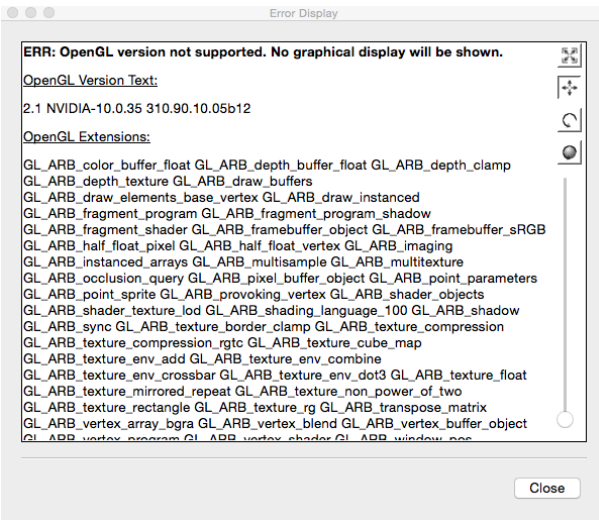 Error Display
ERR: OpenGL version not supported. No graphical display will be shown.
OpenGL Version Text:
2.1 NVIDIA-10.0.35 310.90.10.05b12
OpenGL Extensions:
GL_ARB_color_buffer_float GL_ARB_depth_buffer_float GL_ARB_depth_clamp
GL_ARB_depth_texture GL_ARB_draw_buffers
GL_ARB_draw_elements_base_vertex GL_ARB_draw_instanced
GL_ARB_fragment_program GL_ARB_fragment_program_shadow
GL_ARB_fragment_shader GL_ARB_framebuffer_object GL_ARB_framebuffer_sRGB
GL_ARB_half_float_pixel GL_ARB_half_float_vertex GL_ARB_imaging
GL_ARB_instanced_arrays GL_ARB_multisample GL_ARB_multitexture
GL_ARB_occlusion_query GL_ARB_pixel_buffer_object GL_ARB_point_parameters
GL_ARB_point_sprite GL_ARB_provoking_vertex GL_ARB_shader_objects
GL_ARB_shader_texture_lod GL_ARB_shading_language_100 GL_ARB_shadow
GL_ARB_sync GL_ARB_texture_border_clamp GL_ARB_texture_compression
GL_ARB_texture_compression_rgtc GL_ARB_texture_cube_map
GL_ARB_texture_env_add GL_ARB_texture_env_combine
GL_ARB_texture_env_crossbar GL_ARB_texture_env_dot3 GL_ARB_texture_float
GL_ARB_texture_mirrored_repeat GL_ARB_texture_non_power_of_two
GL_ARB_texture_rectangle GL_ARB_texture_rg GL_ARB_transpose_matrix
GL_ARB_vertex_array_bgra GL_ARB_vertex_blend GL_ARB_vertex_buffer_object
GL_ARB_vertex_program GL_ARB_vertex_shader GL_ARB_window_pos
Close